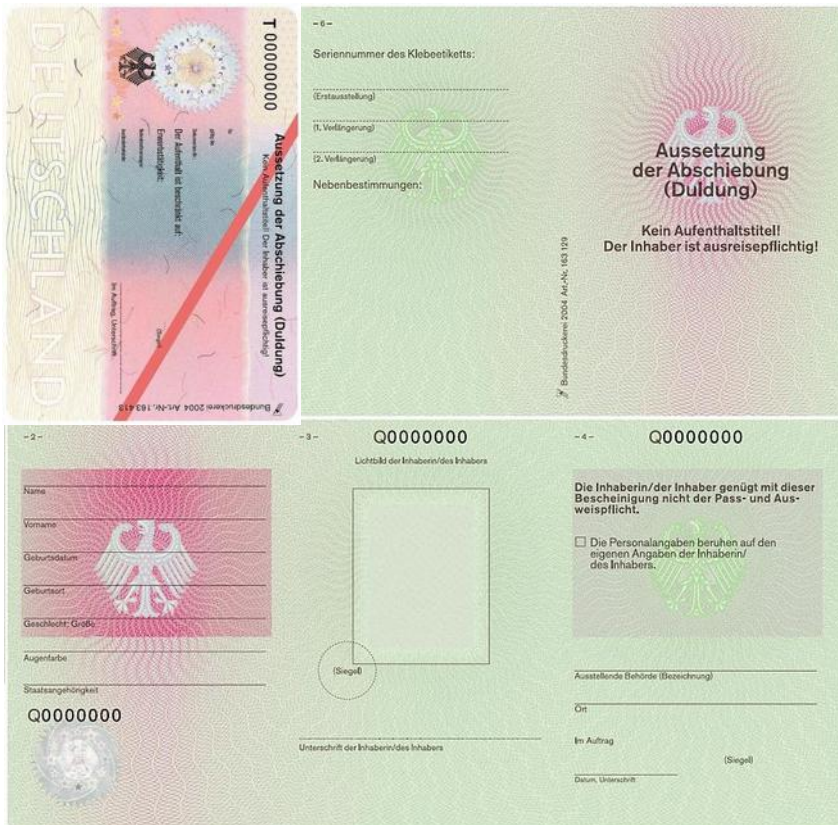 DEUTSCHLAND
T 00000000
Aussetzung der Abschiebung (Duldung)
Kein Aufenthaltstitel! Der Inhaber ist ausreisepflichtig!
Der Aufenthalt ist beschränkt auf:
Erwerbstätigkeit:
(Siegel)
Im Auftrag, Unterschrift
Bundesdruckerei 2004 Art.-Nr. 163 413
-6-
Seriennummer des Klebeetiketts:
(Erstausstellung)
(1. Verlängerung)
(2. Verlängerung)
Nebenbestimmungen:
Bundesdruckerei 2004 Art.-Nr. 163 129
Aussetzung
der Abschiebung
(Duldung)
Kein Aufenthaltstitel!
Der Inhaber ist ausreisepflichtig!
-2-
Name
Vorname
Geburtsdatum
Geburtsort
Geschlecht; Größe
Augenfarbe
Staatsangehörigkeit
Q0000000
-3-
Q0000000
Lichtbild der Inhaberin/des Inhabers
(Siegel)
Unterschrift der Inhaberin/des Inhabers
-4-
Q0000000
Die Inhaberin/der Inhaber genügt mit dieser
Bescheinigung nicht der Pass- und Aus-
weispflicht.
Die Personalangaben beruhen auf den
eigenen Angaben der Inhaberin/
des Inhabers.
Ausstellende Behörde (Bezeichnung)
Ort
Im Auftrag
(Siegel)
Datum, Unterschrift